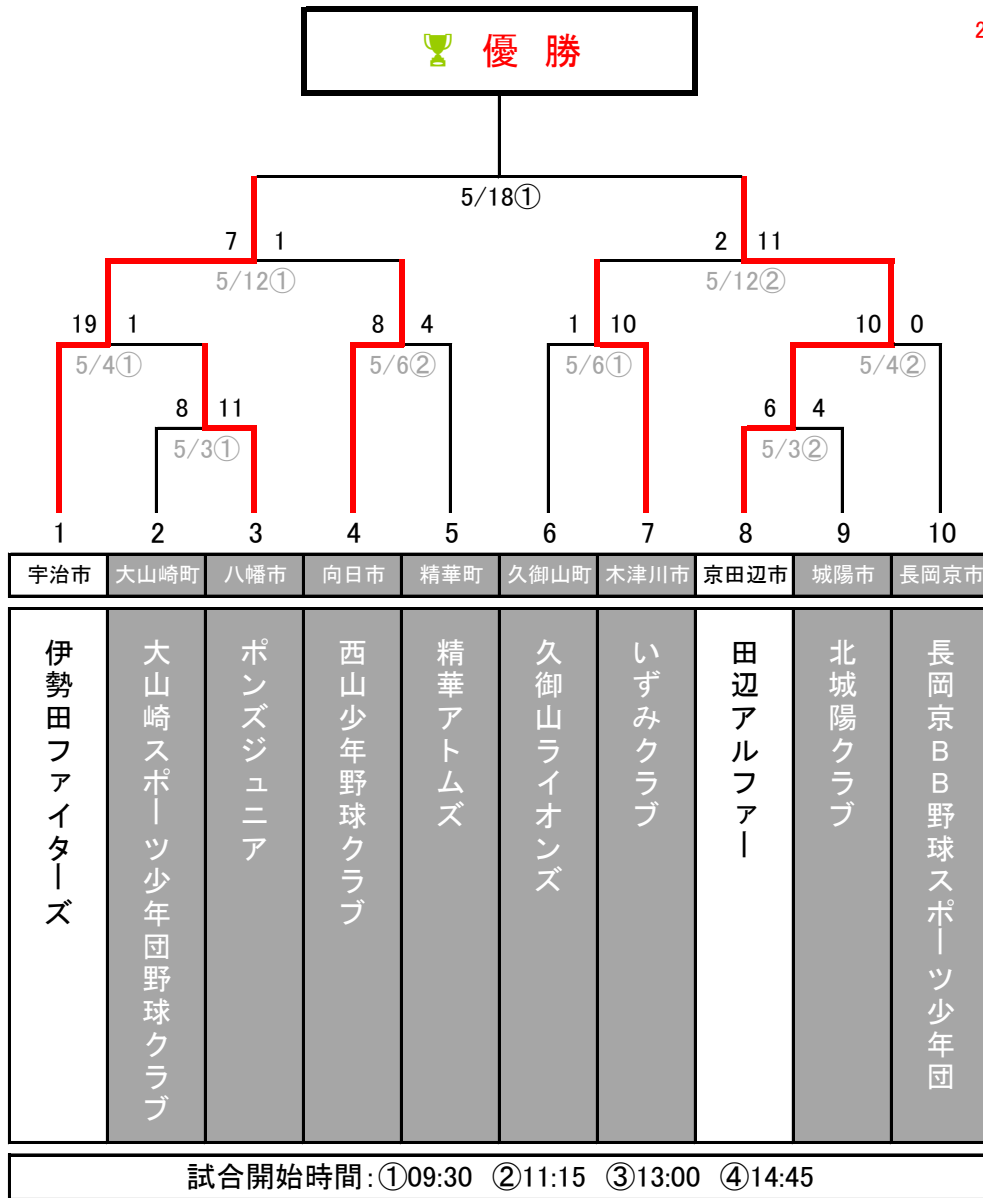 2
優 勝
5/18①
7 1 2 11
5/12① 5/12②
19 1 8 4 1 10 10 0
5/4① 5/6② 5/6① 5/4②
8 11 6 4
5/3① 5/3②
1 2 3 4 5 6 7 8 9 10
宇治市 大山崎町 八幡市 向日市 精華町 久御山町 木津川市 京田辺市 城陽市 長岡京市
伊勢田ファイターズ
大山崎スポーツ少年団野球クラブ
ポンズジュニア
西山少年野球クラブ
精華アトムズ
久御山ライオンズ
いずみクラブ
田辺アルファー
北城陽クラブ
長岡京BB野球スポーツ少年団
試合開始時間:①09:30 ②11:15 ③13:00 ④14:45